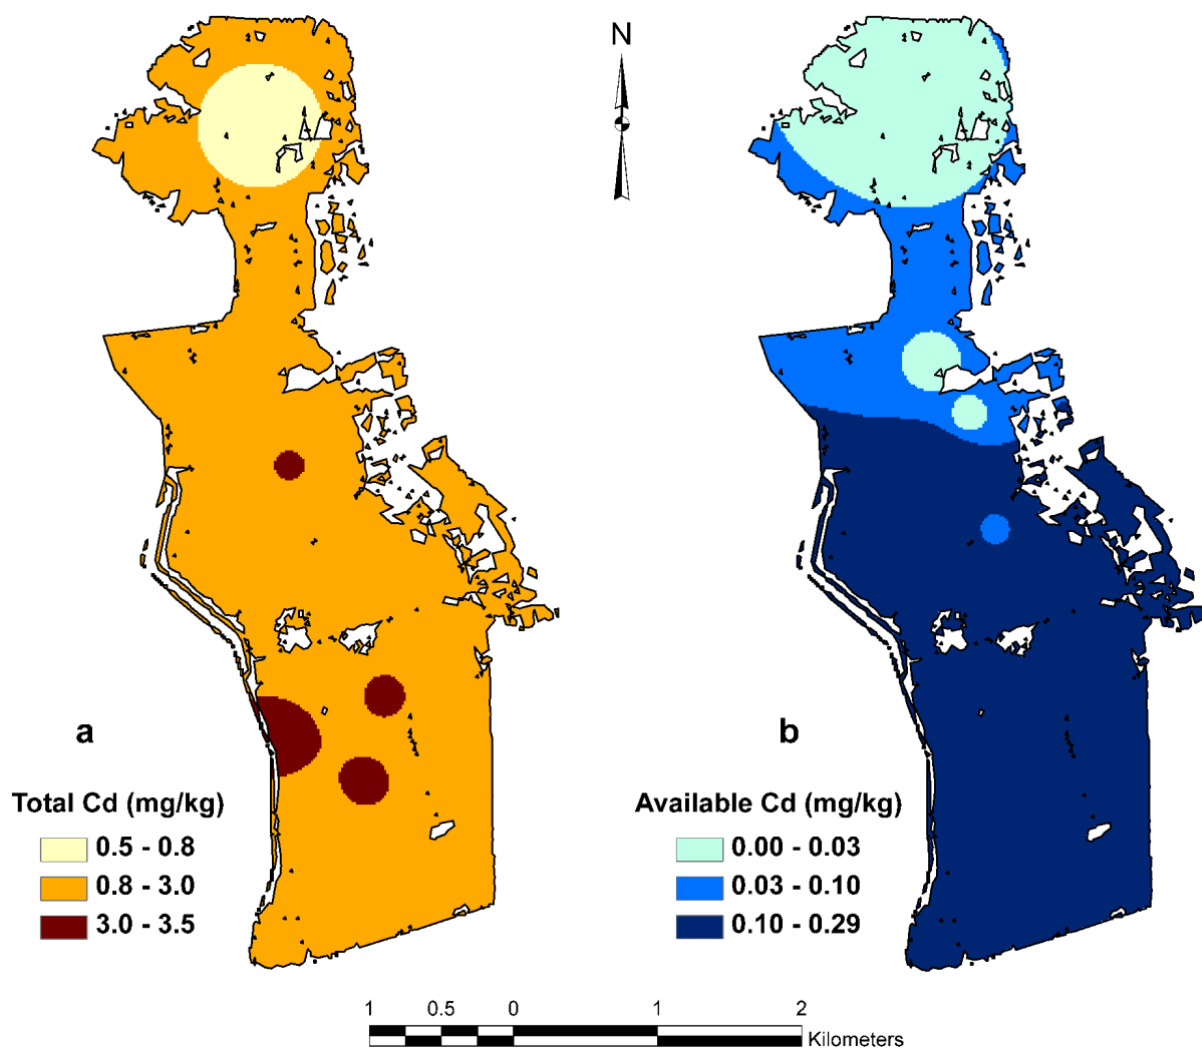 N
a
Total Cd (mg/kg)
0.5 - 0.8
0.8 - 3.0
3.0 - 3.5
b
Available Cd (mg/kg)
0.00 - 0.03
0.03 - 0.10
0.10 - 0.29
1 0.5 0 1 2
Kilometers